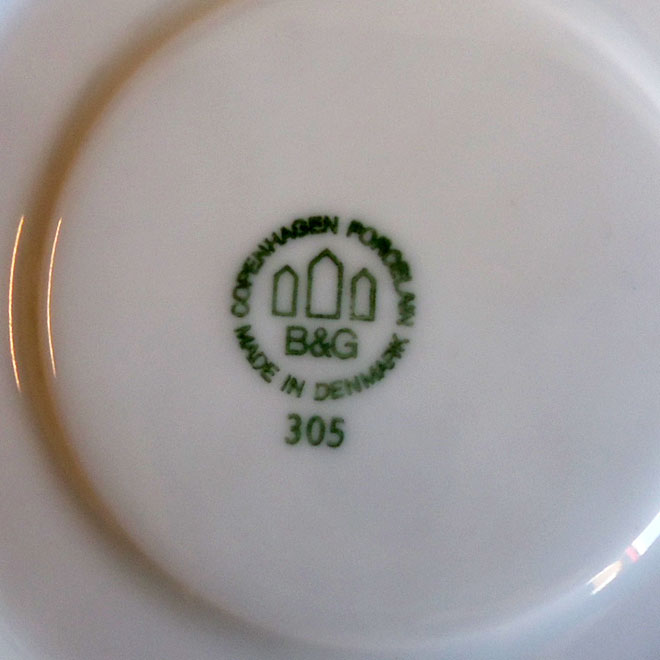 COPENHAGEN PORCELAIN
B&G
MADE IN DENMARK
305